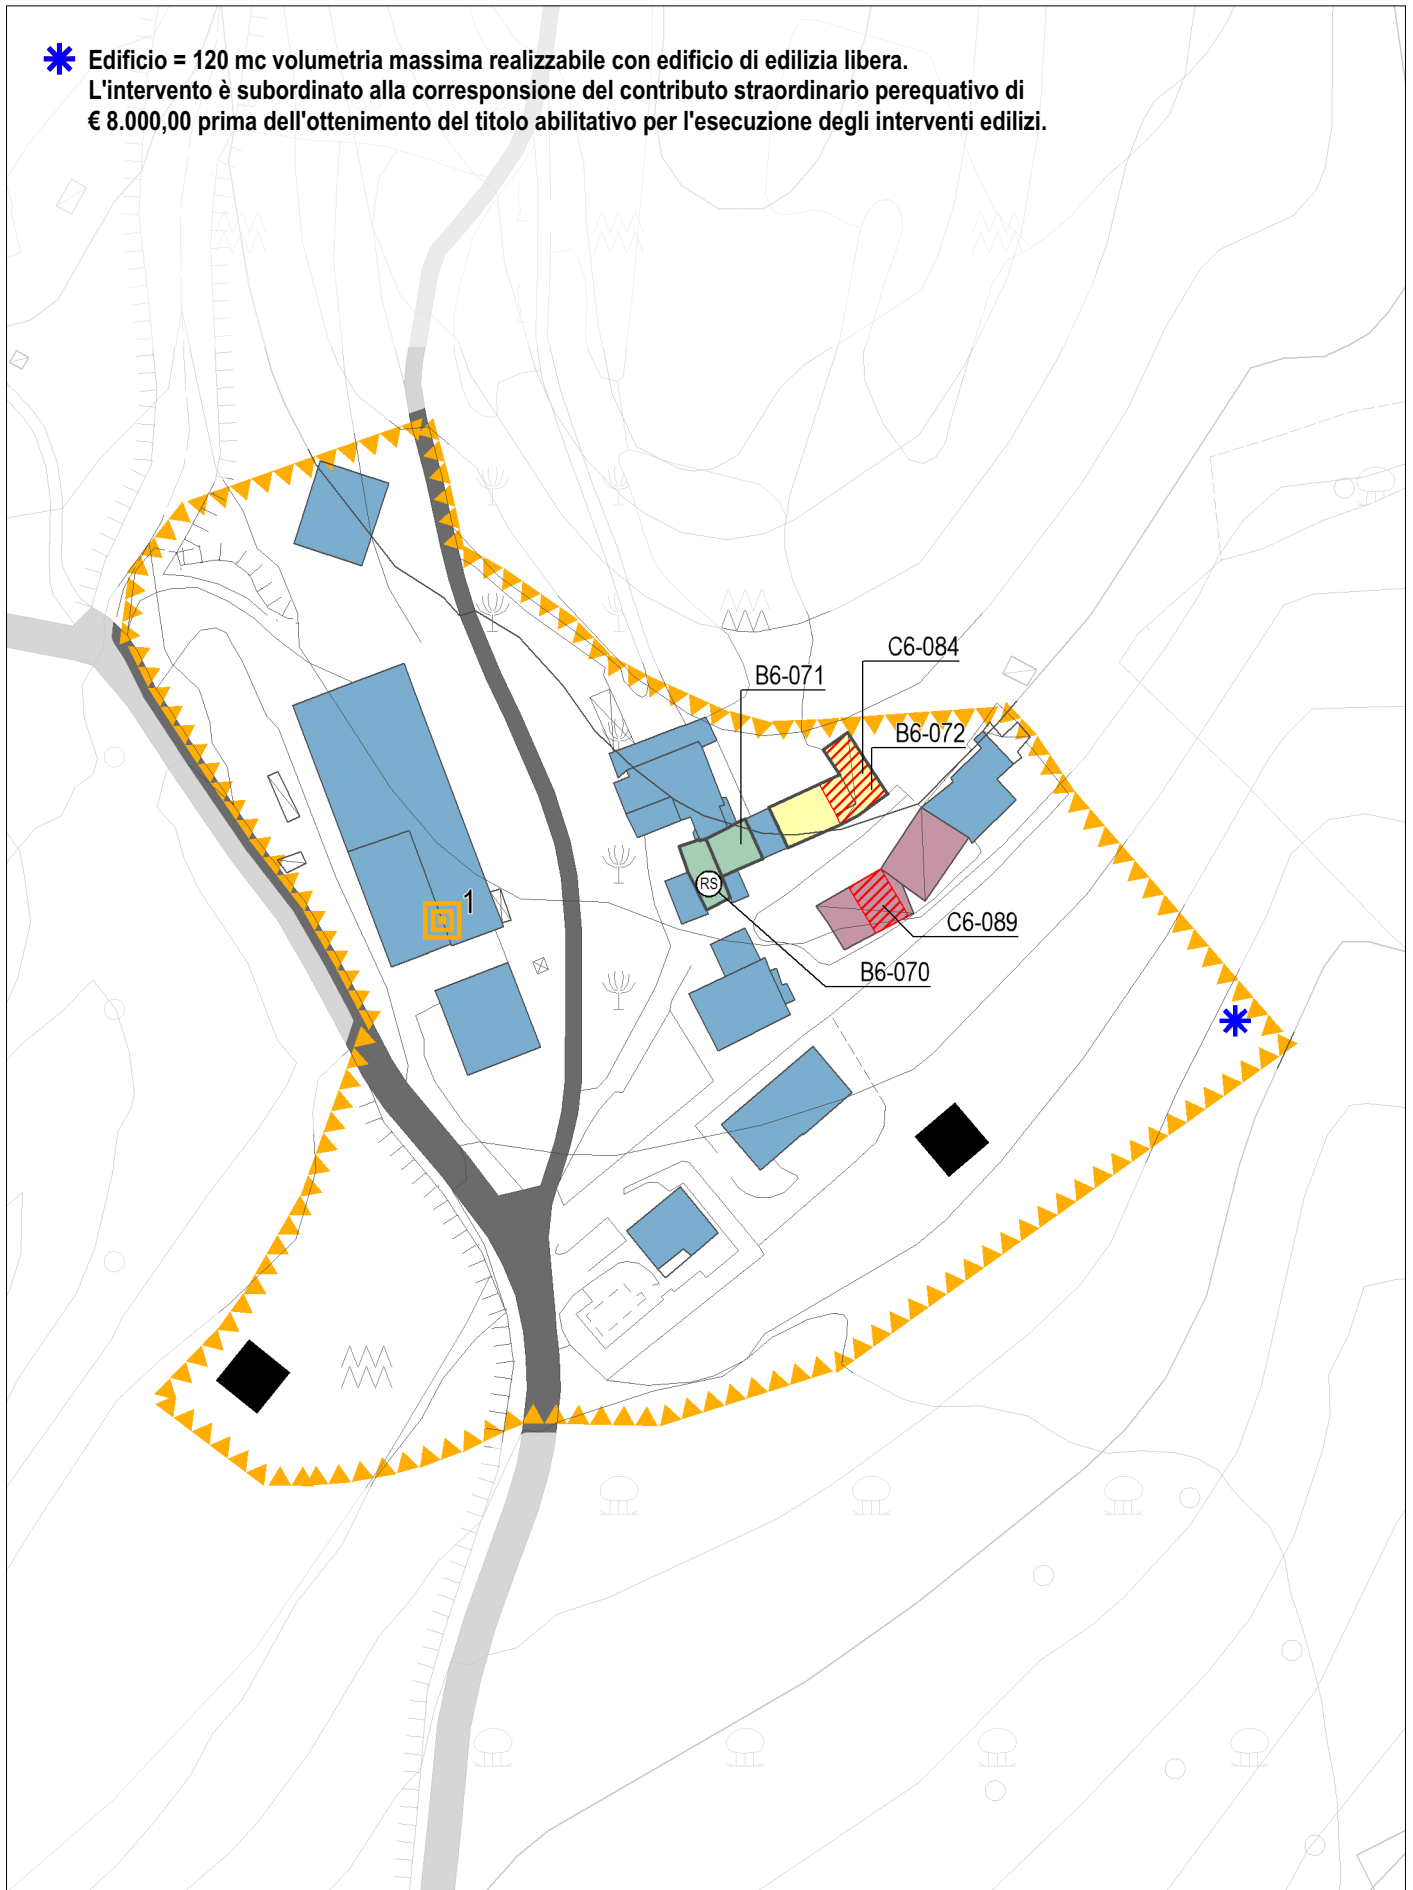 Edificio = 120 mc volumetria massima realizzabile con edificio di edilizia libera.
L'intervento è subordinato alla corresponsione del contributo straordinario perequativo di
€ 8.000,00 prima dell'ottenimento del titolo abilitativo per l'esecuzione degli interventi edilizi.
C6-084
B6-071
B6-072
RS
1
C6-089
B6-070